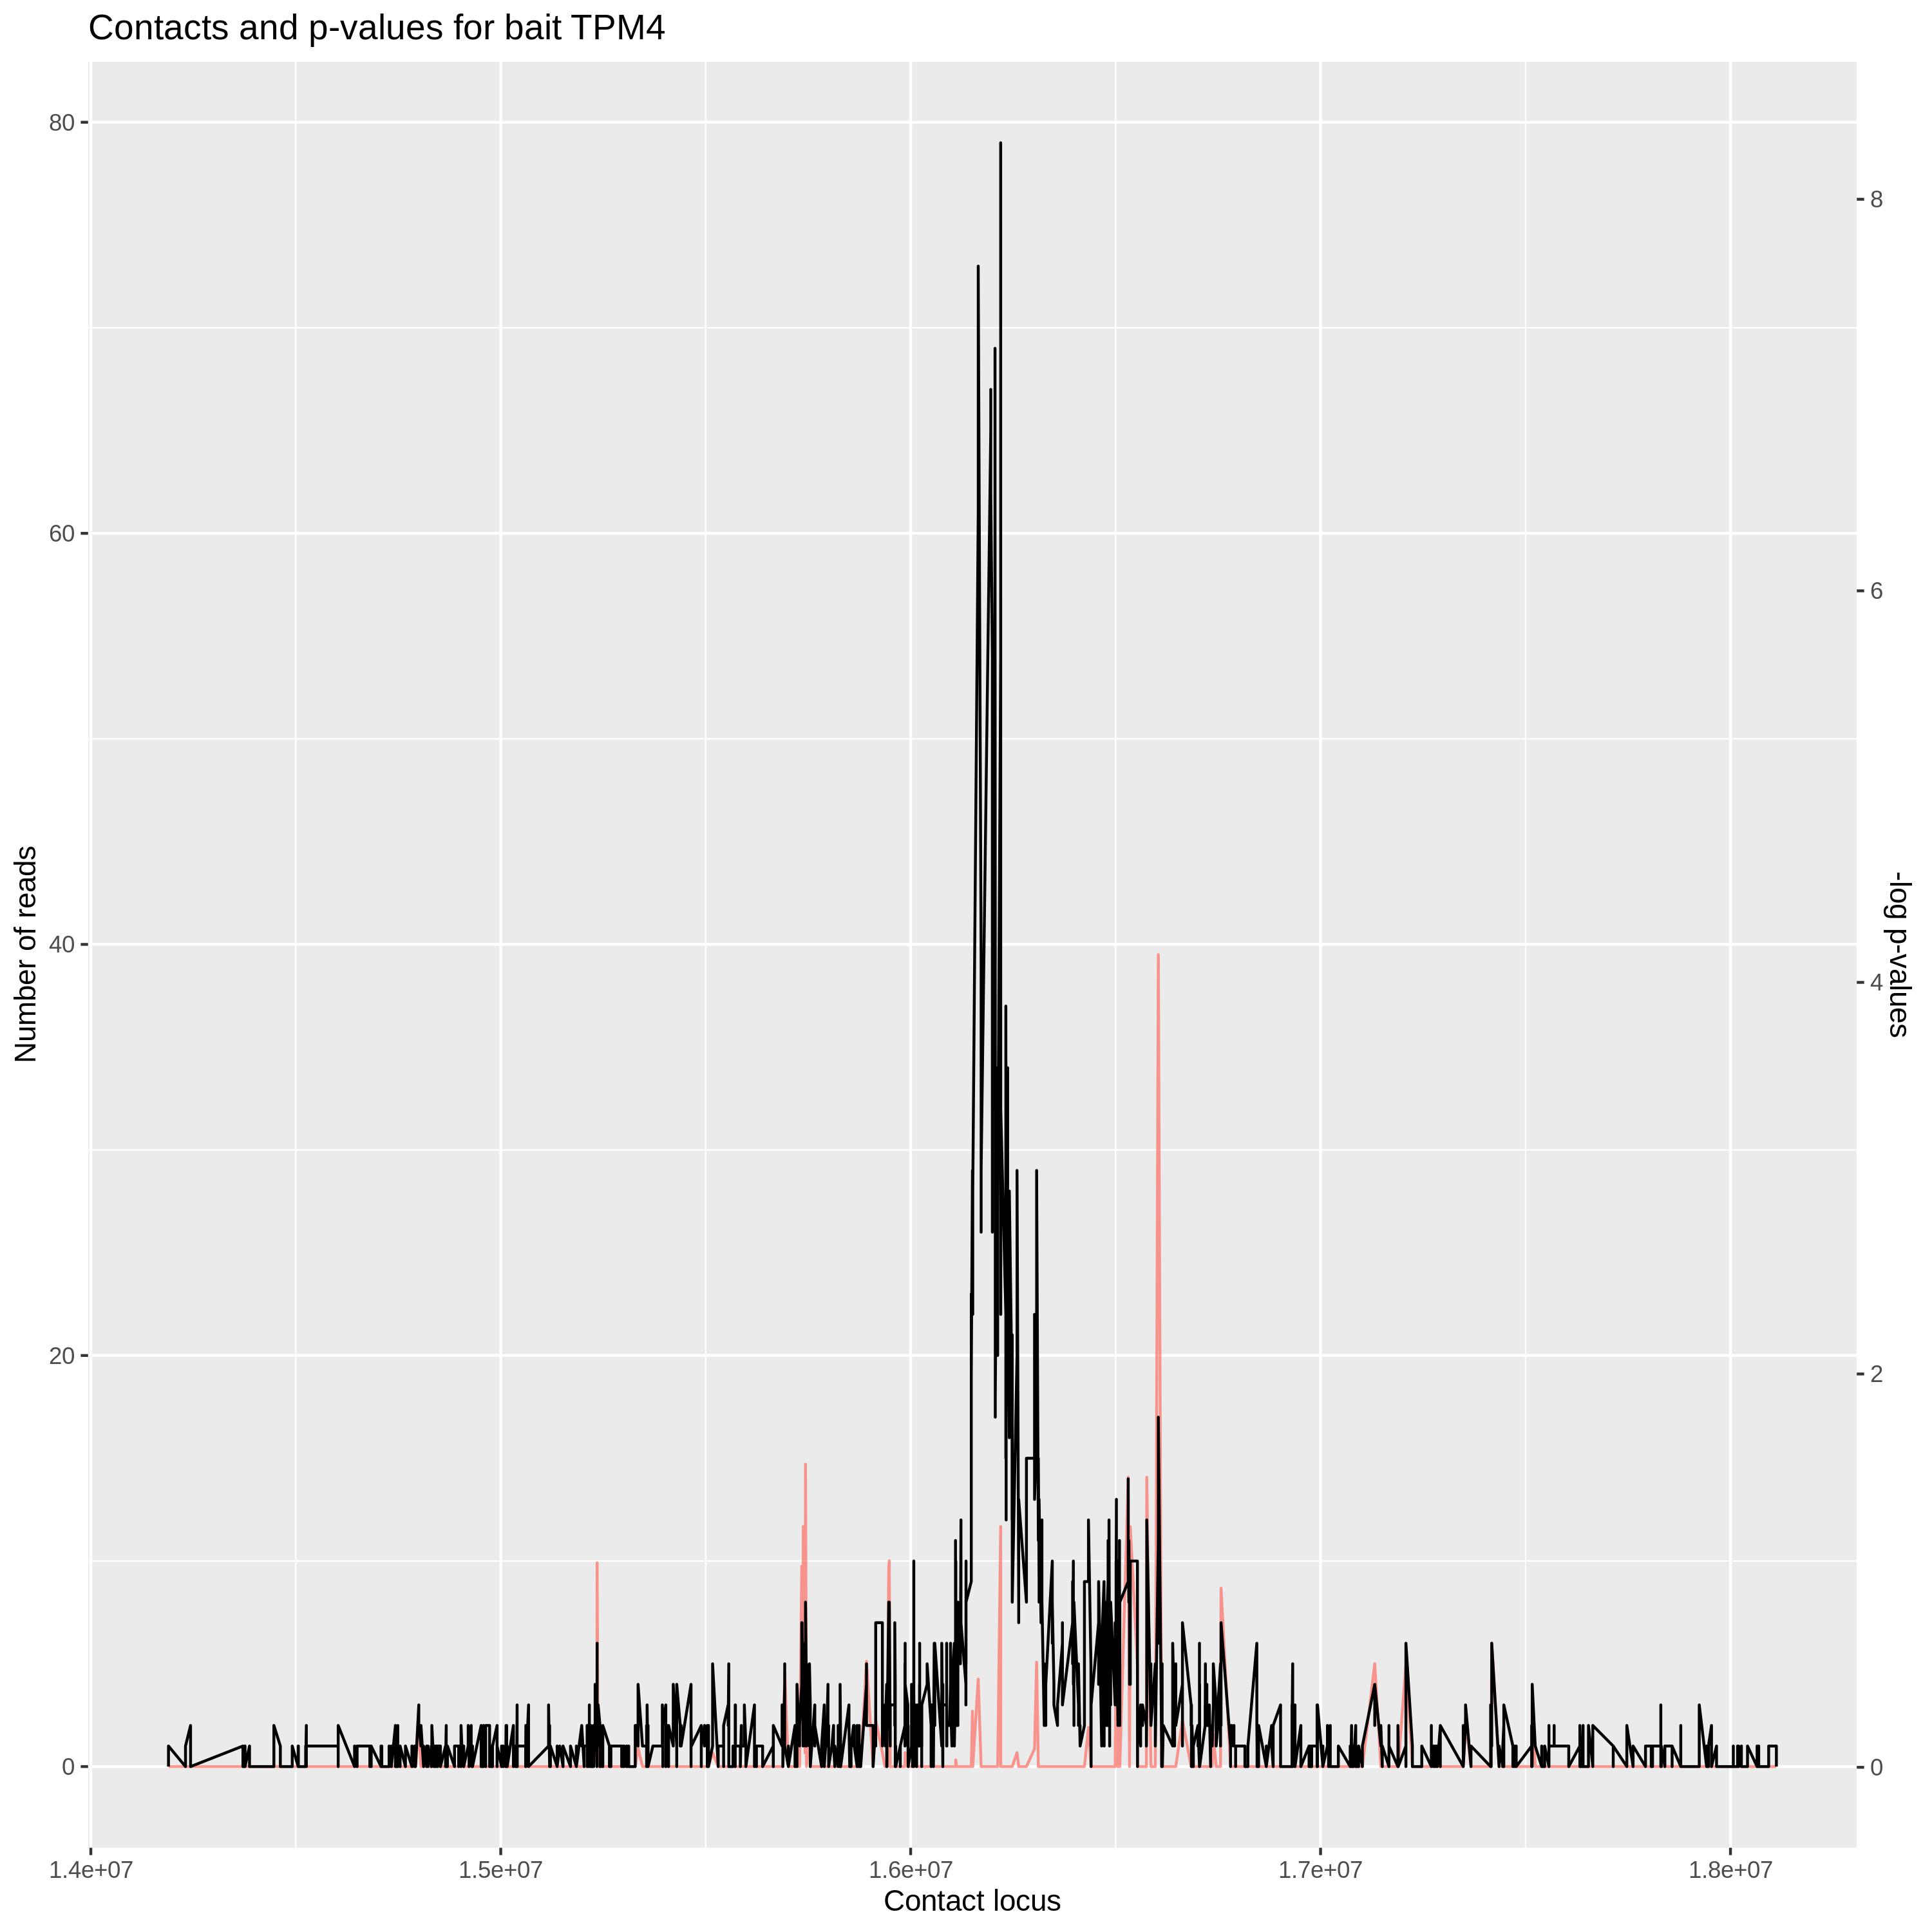 Contacts and p-values for bait TPM4
80
60
40
20
0
8
6
4
2
0
Number of reads
-log p-values
1.4e+07
1.5e+07
1.6e+07
1.7e+07
1.8e+07
Contact locus